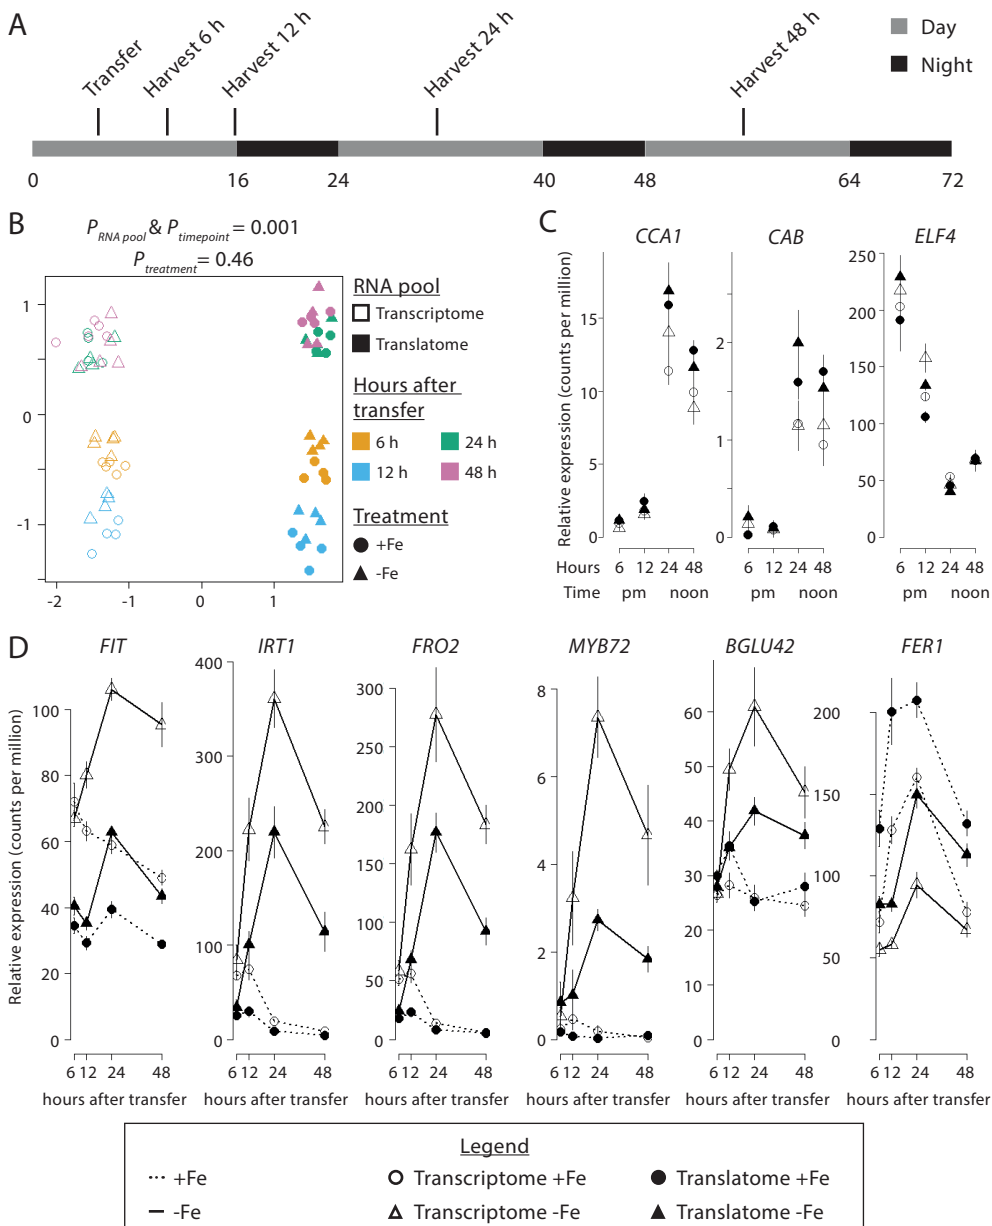 A
Transfer
Harvest 6 h
Harvest 12 h
Harvest 24 h
Harvest 48 h
Day
Night
0 16 24 40 48 64 72
B
P RNA pool & P timepoint = 0.001
P treatment = 0.46
1
0
-1
-2 -1 0 1
RNA pool
Transcriptome
Translatome
Hours after
transfer
6 h 24 h
12 h 48 h
Treatment
+Fe
-Fe
C
CCA1 CAB ELF4
Relative expression (counts per million)
15
10
5
0
2
1
0
250
200
150
100
50
0
Hours 6 12 24 48 6 12 24 48 6 12 24 48
Time pm noon pm noon pm noon
D
FIT IRT1 FRO2 MYB72 BGLU42 FER1
Relative expression (counts per million)
100
80
60
40
20
0
400
300
200
100
0
300
250
200
150
100
50
0
8
6
4
2
0
60
50
40
30
20
10
0
200
150
100
50
0
6 12 24 48 6 12 24 48 6 12 24 48 6 12 24 48 6 12 24 48 6 12 24 48
hours after transfer hours after transfer hours after transfer hours after transfer hours after transfer hours after transfer
Legend
+Fe Transcriptome +Fe Translatome +Fe
-Fe Transcriptome -Fe Translatome -Fe